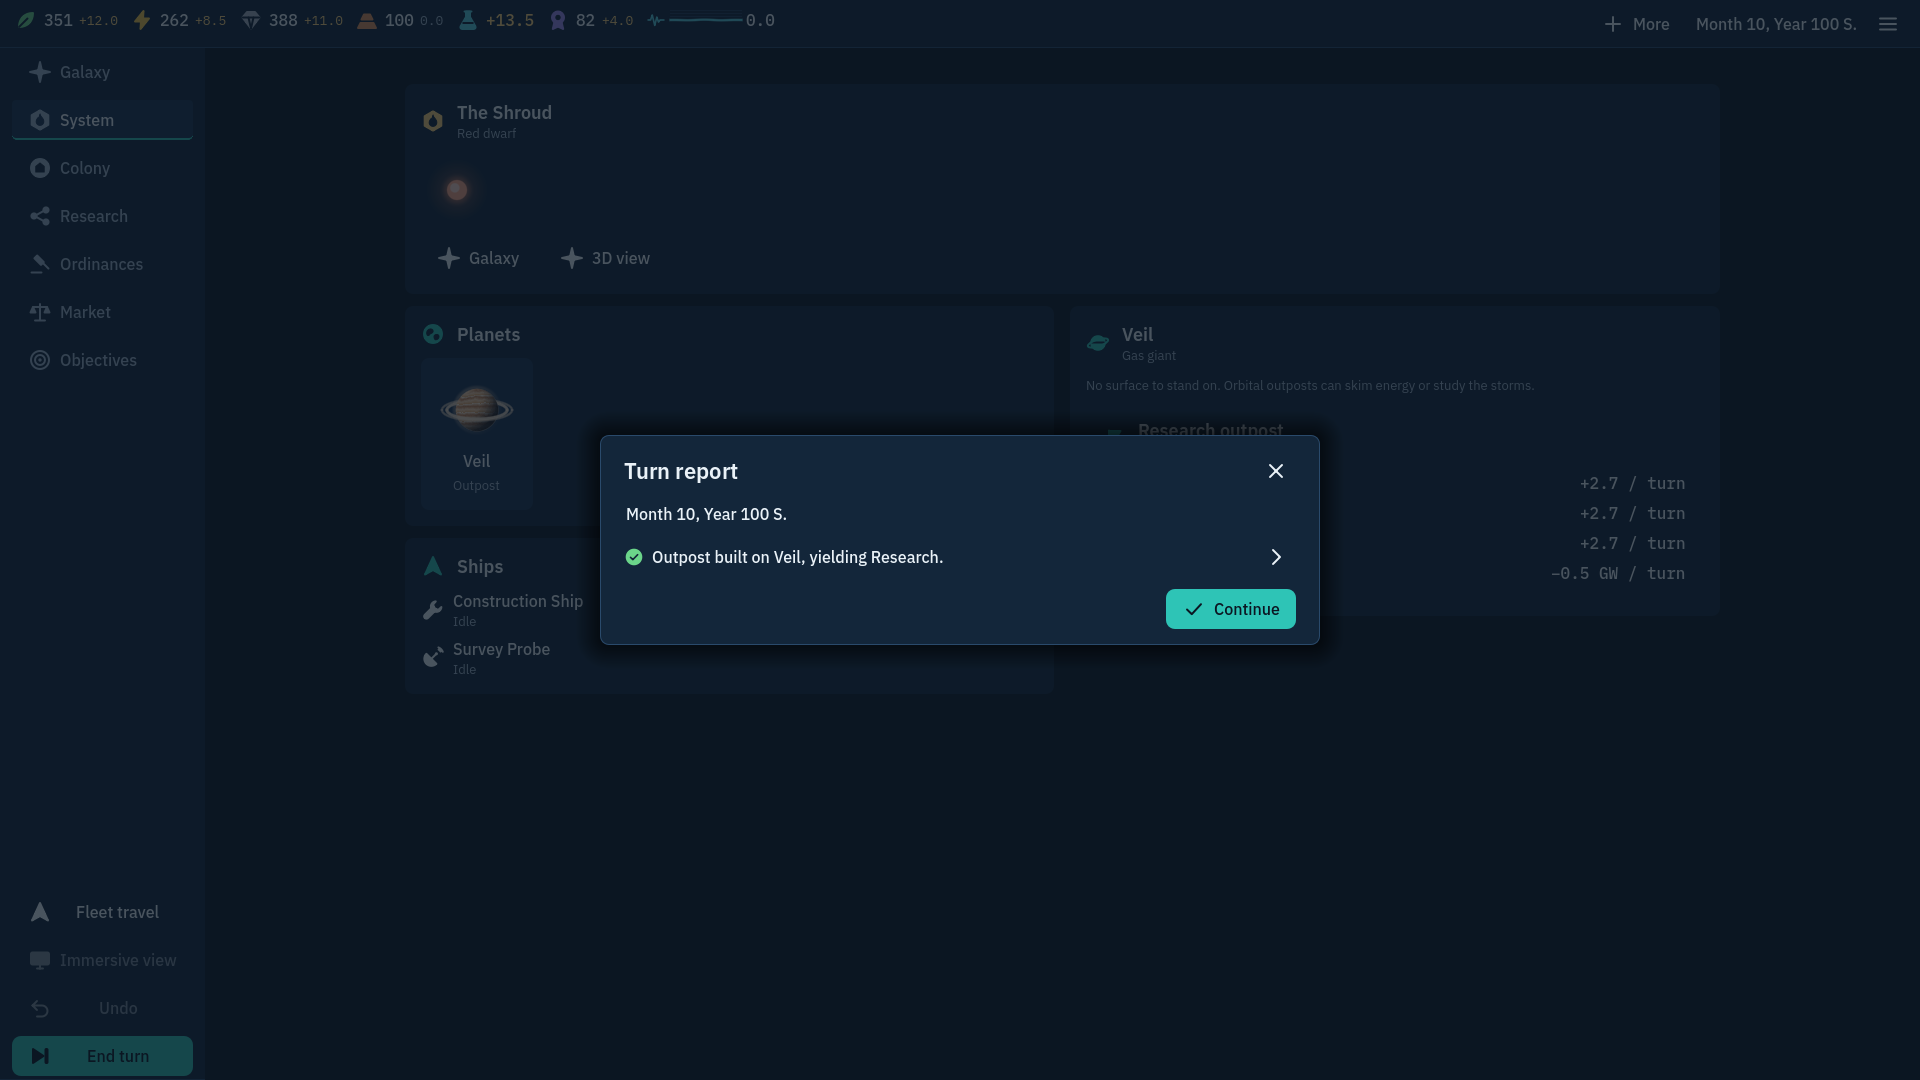 351 +12.0 262 +8.5 388 +11.0 100 0.0 +13.5 82 +4.0 0.0 More Month 10, Year 100 S.
Galaxy
System
Colony
Research
Ordinances
Market
Objectives
The Shroud
Red dwarf
Galaxy 3D view
Planets
Veil
Outpost
Veil
Gas giant
No surface to stand on. Orbital outposts can skim energy or study the storms.
Research outpost
+2.7 / turn
+2.7 / turn
+2.7 / turn
−0.5 GW / turn
Ships
Construction Ship
Idle
Survey Probe
Idle
Turn report
Month 10, Year 100 S.
Outpost built on Veil, yielding Research.
Continue
Fleet travel
Immersive view
Undo
End turn